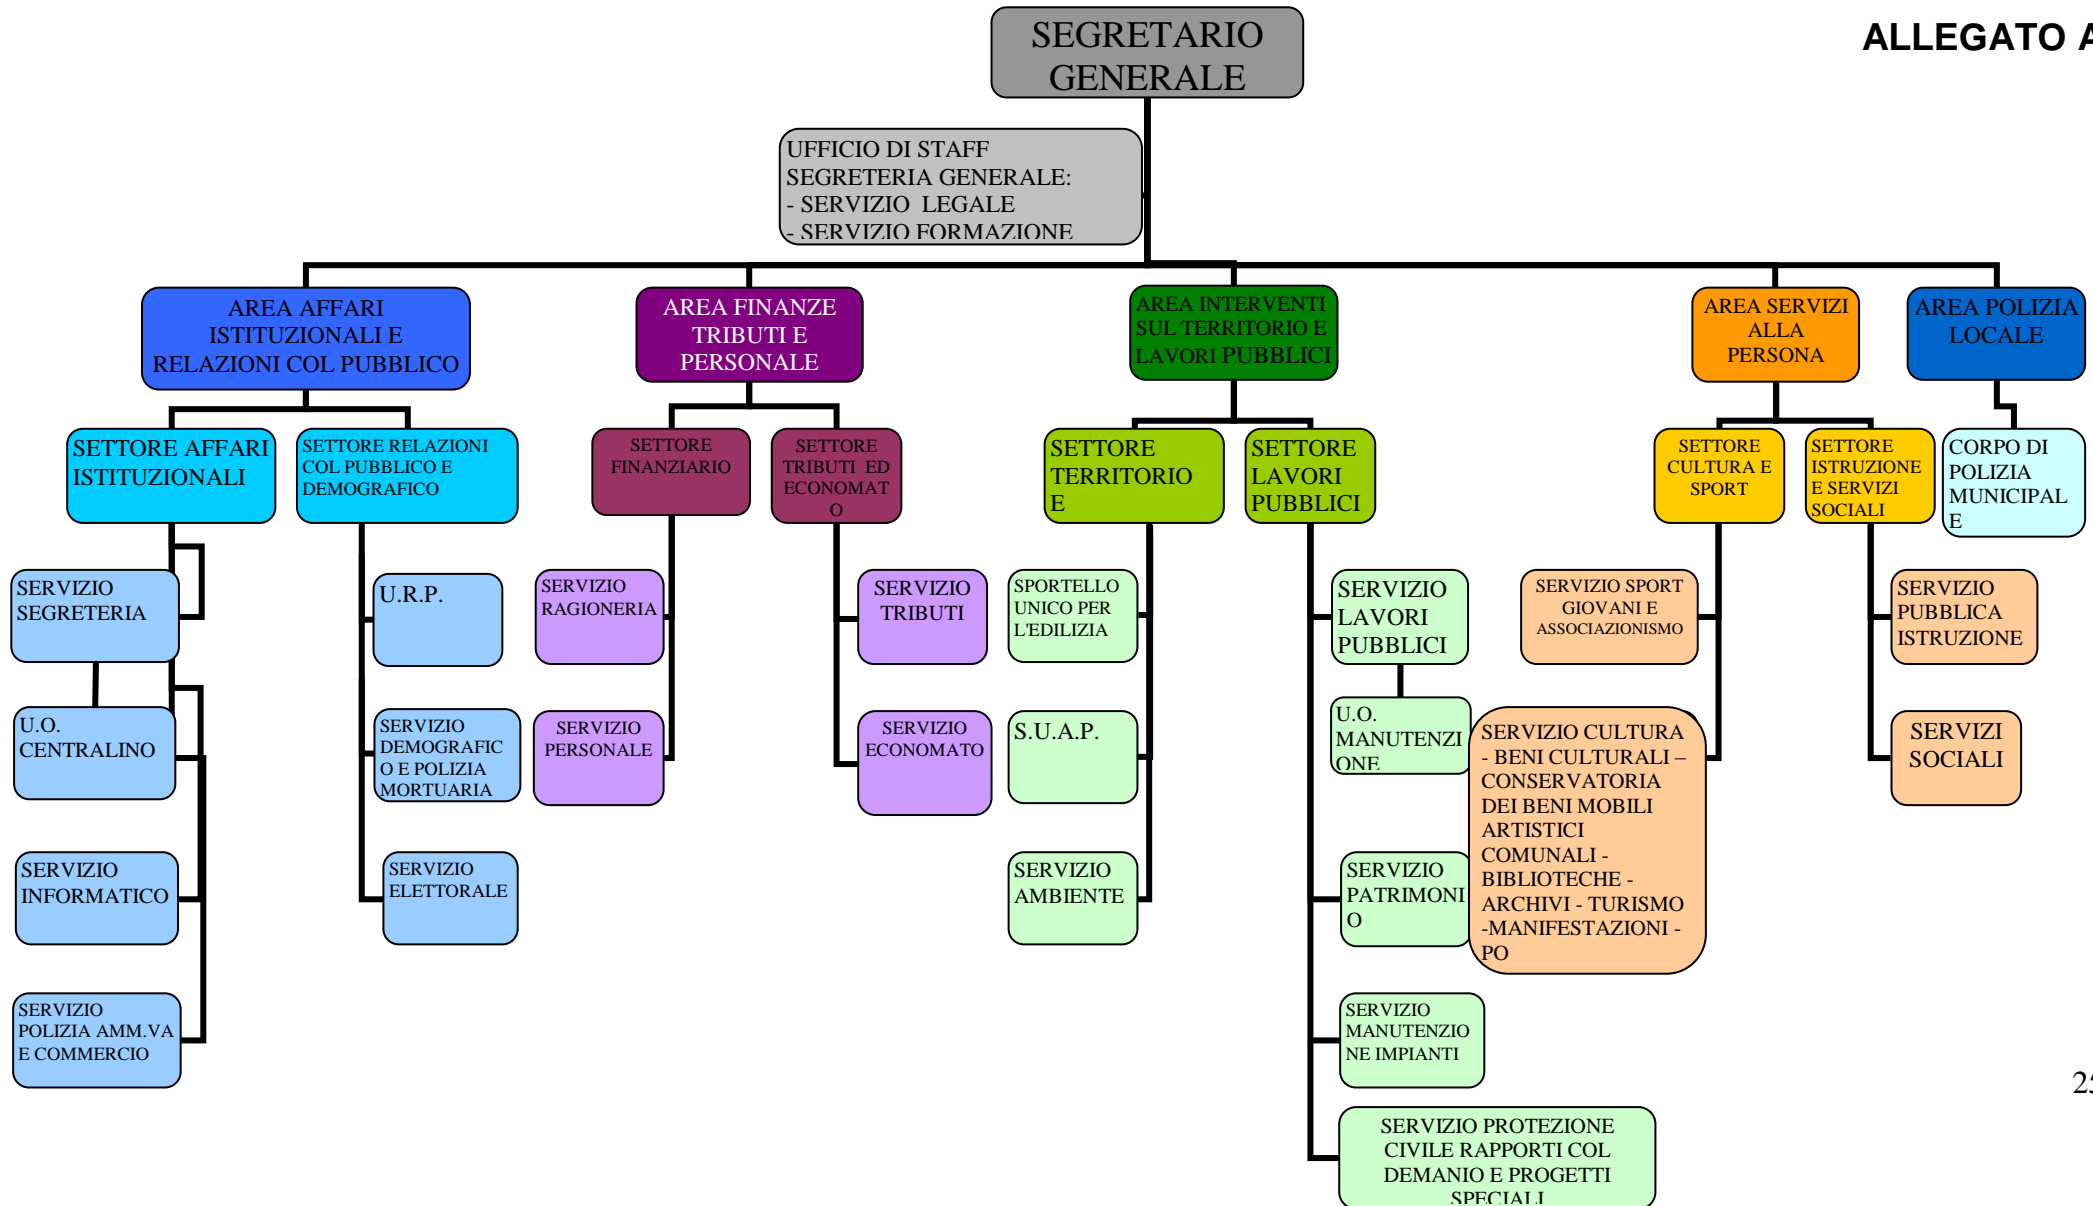 ALLEGATO A
SEGRETARIO
GENERALE
UFFICIO DI STAFF
SEGRETERIA GENERALE:
- SERVIZIO LEGALE
- SERVIZIO FORMAZIONE
AREA AFFARI
ISTITUZIONALI E
RELAZIONI COL PUBBLICO
AREA FINANZE
TRIBUTI E
PERSONALE
AREA INTERVENTI
SUL TERRITORIO E
LAVORI PUBBLICI
AREA SERVIZI
ALLA
PERSONA
AREA POLIZIA
LOCALE
SETTORE AFFARI
ISTITUZIONALI
SETTORE RELAZIONI
COL PUBBLICO E
DEMOGRAFICO
SETTORE
FINANZIARIO
SETTORE
TRIBUTI ED
ECONOMAT
O
SETTORE
TERRITORIO
E
SETTORE
LAVORI
PUBBLICI
SETTORE
CULTURA E
SPORT
SETTORE
ISTRUZIONE
E SERVIZI
SOCIALI
CORPO DI
POLIZIA
MUNICIPAL
E
SERVIZIO
SEGRETERIA
U.R.P.
SERVIZIO
RAGIONERIA
SERVIZIO
TRIBUTI
SPORTELLO
UNICO PER
L'EDILIZIA
SERVIZIO
LAVORI
PUBBLICI
SERVIZIO SPORT
GIOVANI E
ASSOCIAZIONISMO
SERVIZIO
PUBBLICA
ISTRUZIONE
U.O.
CENTRALINO
SERVIZIO
DEMOGRAFIC
O E POLIZIA
MORTUARIA
SERVIZIO
PERSONALE
SERVIZIO
ECONOMATO
S.U.A.P.
U.O.
MANUTENZI
ONE
SERVIZIO CULTURA
- BENI CULTURALI –
CONSERVATORIA
DEI BENI MOBILI
ARTISTICI
COMUNALI -
BIBLIOTECHE -
ARCHIVI - TURISMO
-MANIFESTAZIONI -
PO
SERVIZI
SOCIALI
SERVIZIO
INFORMATICO
SERVIZIO
ELETTORALE
SERVIZIO
AMBIENTE
SERVIZIO
PATRIMONI
O
SERVIZIO
POLIZIA AMM.VA
E COMMERCIO
SERVIZIO
MANUTENZIO
NE IMPIANTI
25
SERVIZIO PROTEZIONE
CIVILE RAPPORTI COL
DEMANIO E PROGETTI
SPECIALI